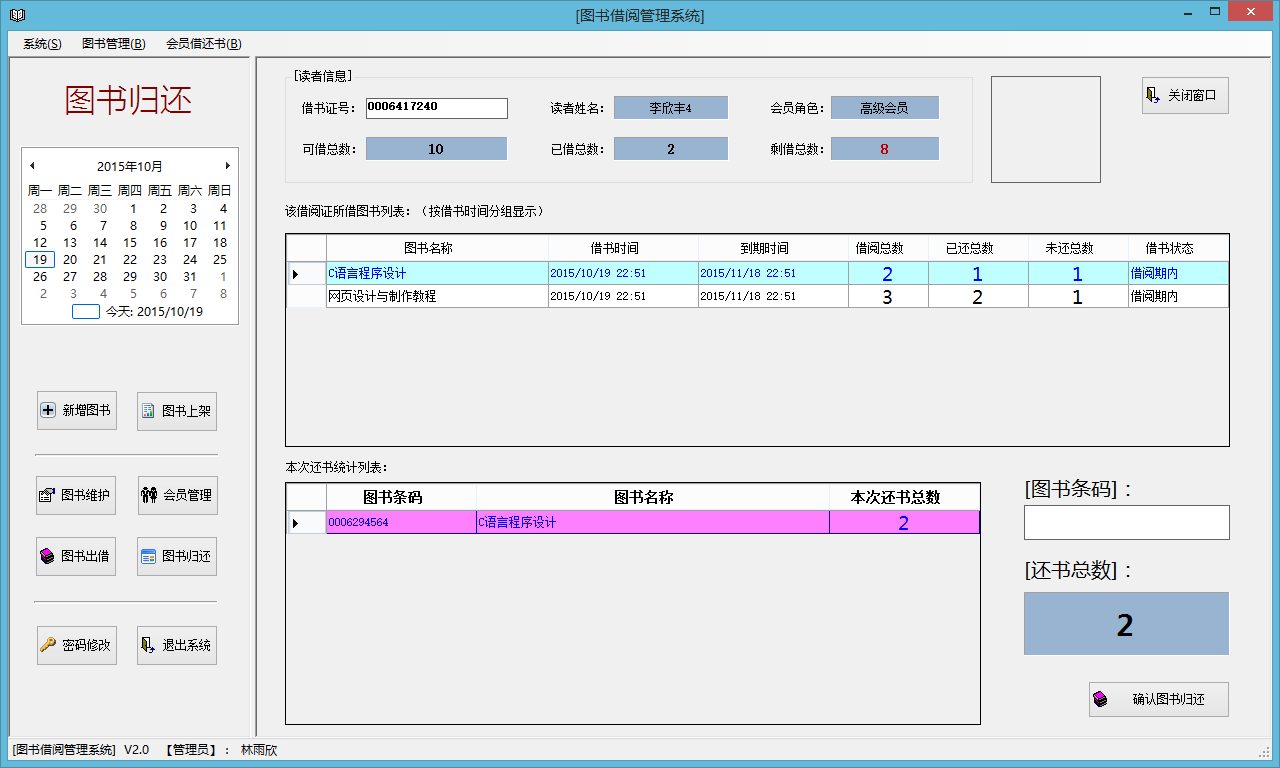 [图书借阅管理系统]
系统(S) 图书管理(B) 会员借还书(B)
图书归还
2015年10月
周一 周二 周三 周四 周五 周六 周日
28 29 30 1 2 3 4
5 6 7 8 9 10 11
12 13 14 15 16 17 18
19 20 21 22 23 24 25
26 27 28 29 30 31 1
2 3 4 5 6 7 8
今天: 2015/10/19
新增图书 图书上架
图书维护 会员管理
图书出借 图书归还
密码修改 退出系统
[读者信息]
借书证号: 0006417240 读者姓名: 李欣丰4 会员角色: 高级会员
可借总数: 10 已借总数: 2 剩借总数: 8
关闭窗口
该借阅证所借图书列表:（按借书时间分组显示）
图书名称 借书时间 到期时间 借阅总数 已还总数 未还总数 借书状态
C语言程序设计 2015/10/19 22:51 2015/11/18 22:51 2 1 1 借阅期内
网页设计与制作教程 2015/10/19 22:51 2015/11/18 22:51 3 2 1 借阅期内
本次还书统计列表:
图书条码 图书名称 本次还书总数
0006294564 C语言程序设计 2
[图书条码]：
[还书总数]：
2
确认图书归还
[图书借阅管理系统] V2.0 【管理员】： 林雨欣